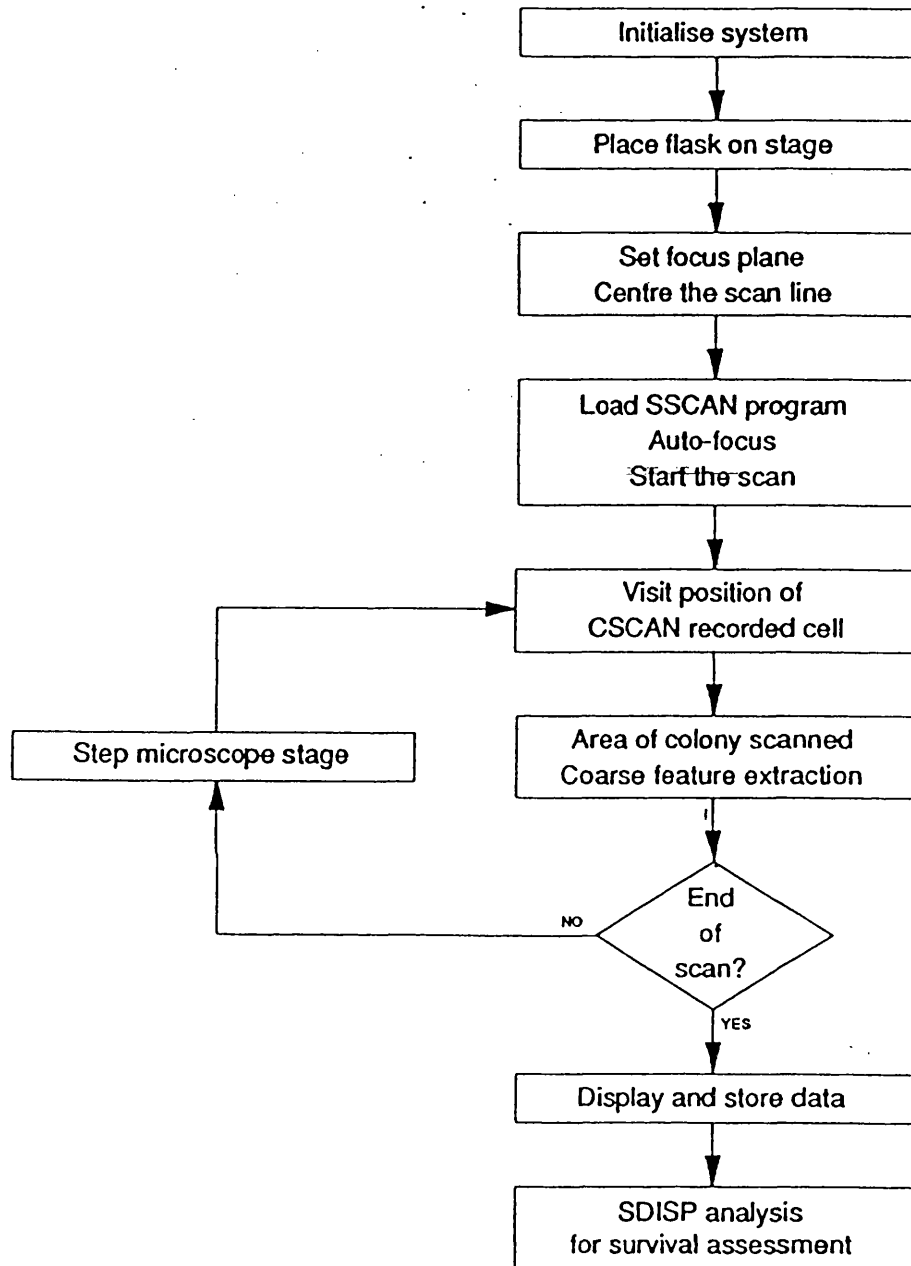 Initialise system
Place flask on stage
Set focus plane
Centre the scan line
Load SSCAN program
Auto-focus
Start the scan
Visit position of
CSCAN recorded cell
Step microscope stage
Area of colony scanned
Coarse feature extraction
End
of
scan?
NO
YES
Display and store data
SDISP analysis
for survival assessment